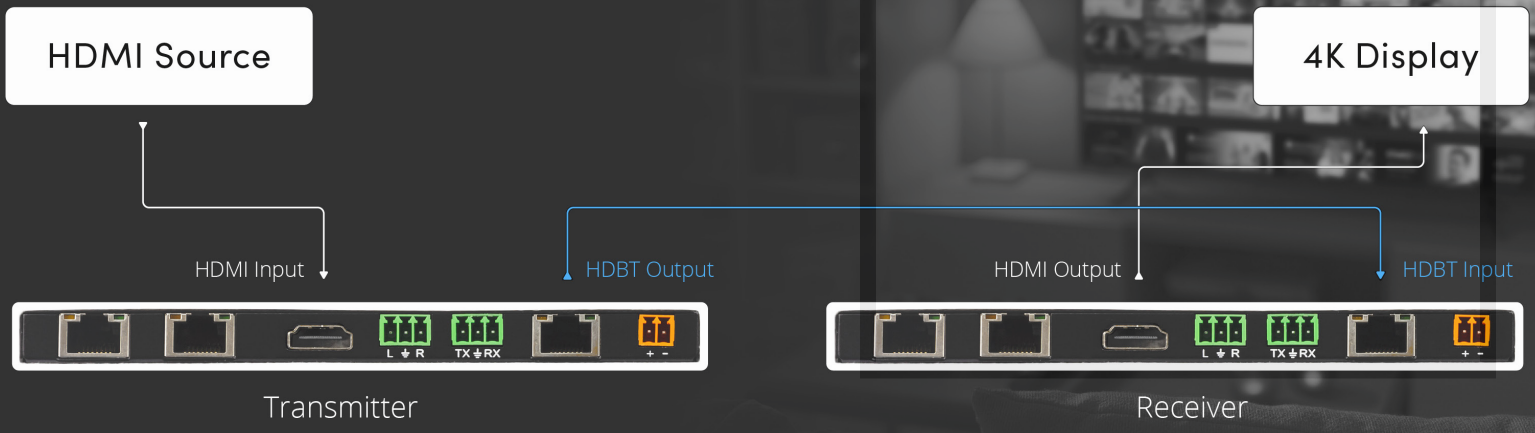 HDMI Source
4K Display
HDMI Input
HDBT Output
HDMI Output
HDBT Input
L ⏚ R
TX ⏚ RX
+ -
L ⏚ R
TX ⏚ RX
+ -
Transmitter
Receiver